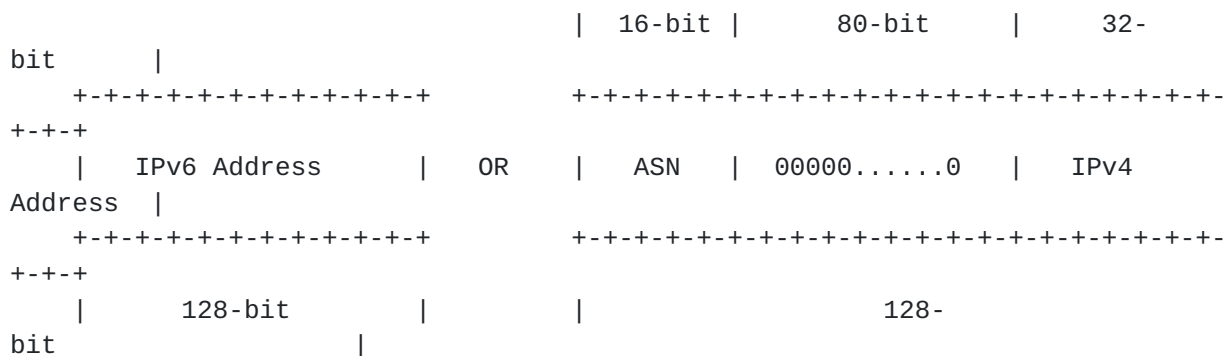 | 16-bit | 80-bit | 32-
bit |
+-+-+-+-+-+-+-+-+-+-+-+ +-+-+-+-+-+-+-+-+-+-+-+-+-+-+-+-+-+-+-+-+-+-
+-+-+
| IPv6 Address | OR | ASN | 00000......0 | IPv4
Address |
+-+-+-+-+-+-+-+-+-+-+-+ +-+-+-+-+-+-+-+-+-+-+-+-+-+-+-+-+-+-+-+-+-+-
+-+-+
| 128-bit | | 128-
bit |